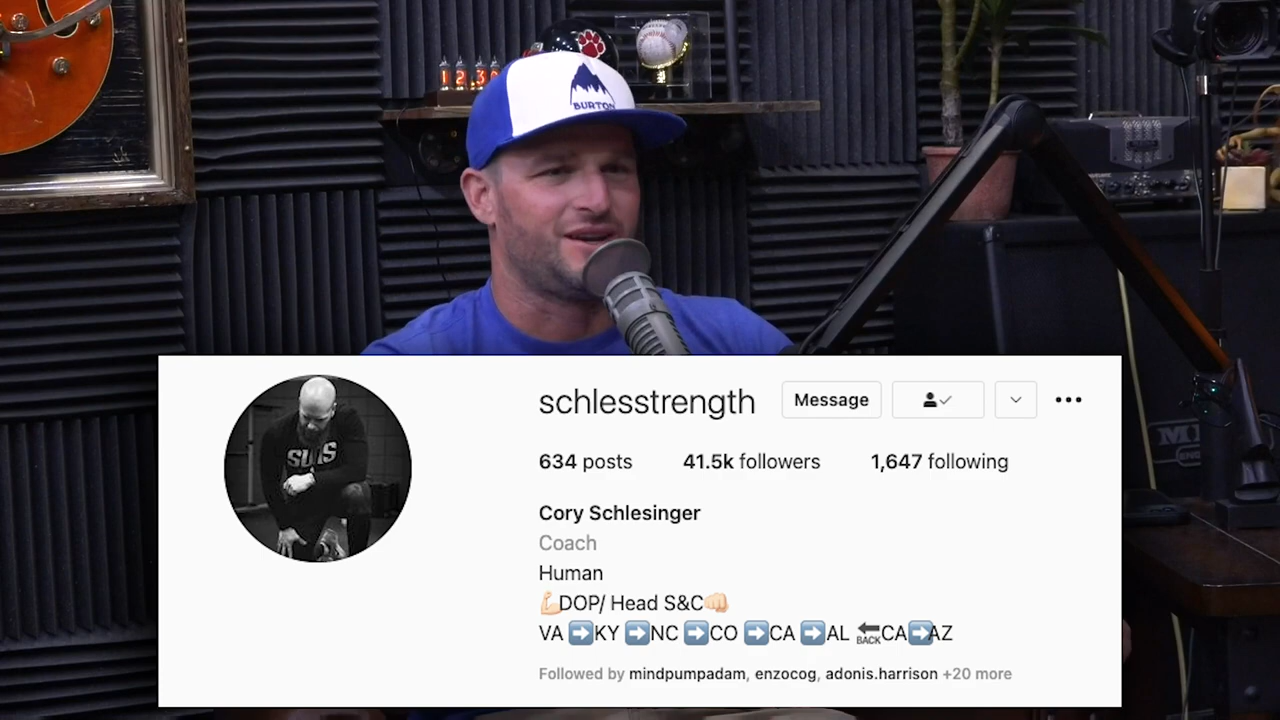 123
BURTON
schlesstrength Message
634 posts 41.5k followers 1,647 following
SUNS
Cory Schlesinger
Coach
Human
💪🏻DOP/ Head S&C👊🏻
VA ➡️KY ➡️NC ➡️CO ➡️CA ➡️AL 🔙CA➡️AZ
Followed by mindpumpadam, enzocog, adonis.harrison +20 more